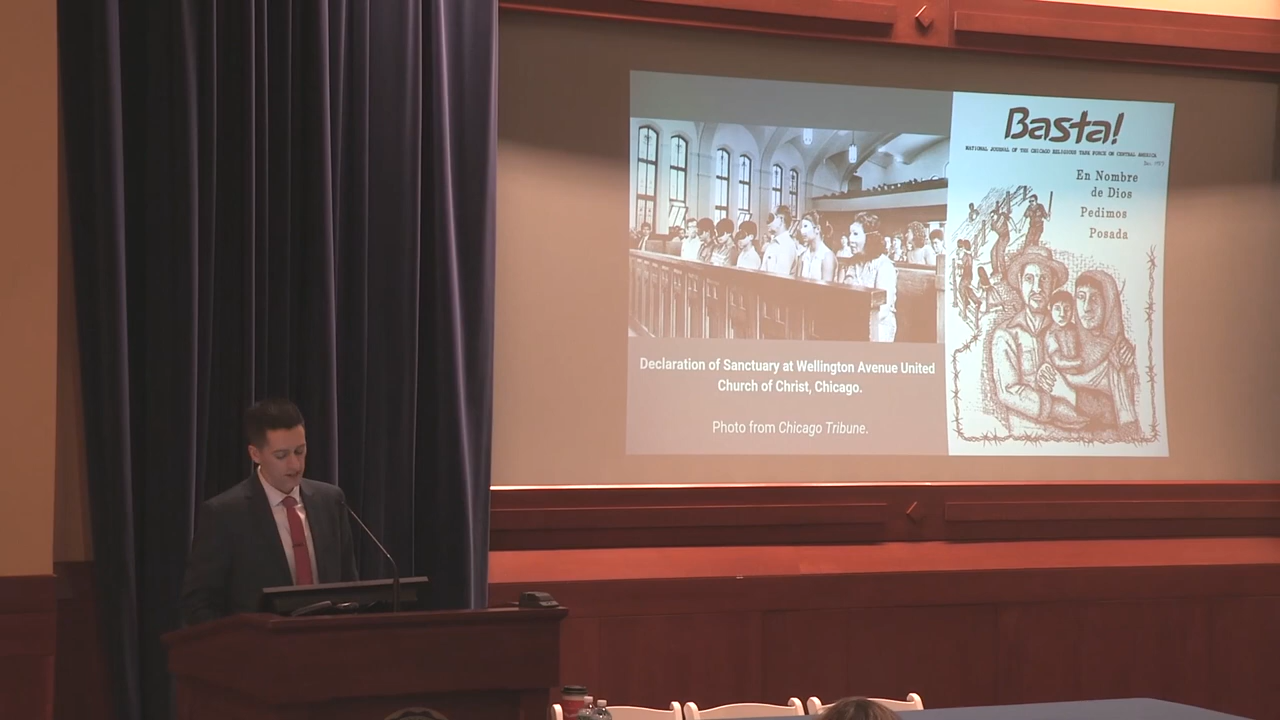 Declaration of Sanctuary at Wellington Avenue United
Church of Christ, Chicago.
Photo from Chicago Tribune.
Basta!
NATIONAL JOURNAL OF THE CHICAGO RELIGIOUS TASK FORCE ON CENTRAL AMERICA
En Nombre
de Dios
Pedimos
Posada